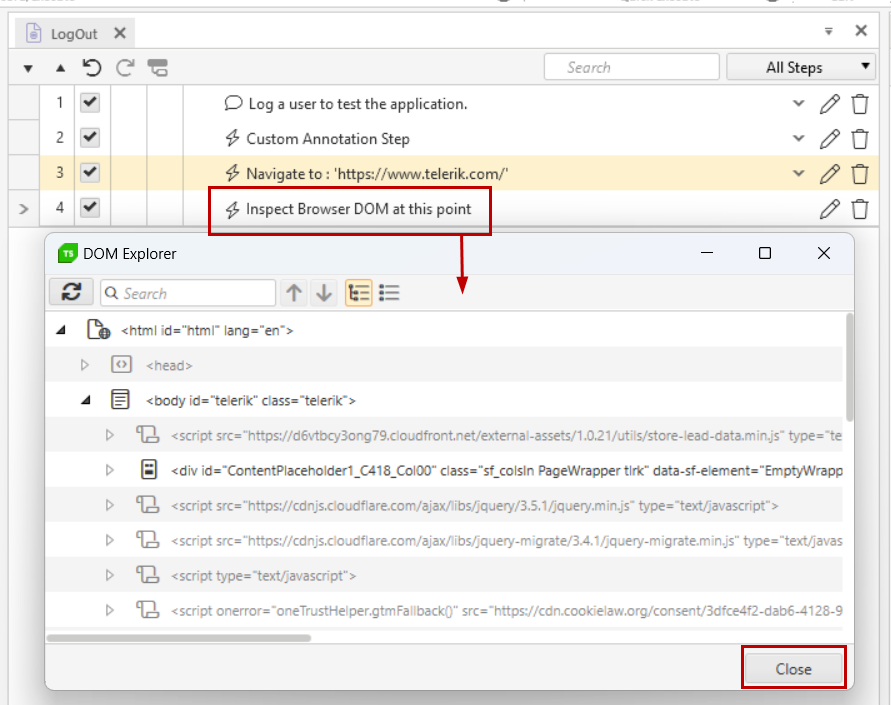 LogOut
Search
All Steps
1 Log a user to test the application.
2 Custom Annotation Step
3 Navigate to : 'https://www.telerik.com/'
4 Inspect Browser DOM at this point
TS DOM Explorer
Search
<html id="html" lang="en">
<head>
<body id="telerik" class="telerik">
<script src="https://d6vtbcy3ong79.cloudfront.net/external-assets/1.0.21/utils/store-lead-data.min.js" type="te
<div id="ContentPlaceholder1_C418_Col00" class="sf_colsIn PageWrapper tlrk" data-sf-element="EmptyWrapp
<script src="https://cdnjs.cloudflare.com/ajax/libs/jquery/3.5.1/jquery.min.js" type="text/javascript">
<script src="https://cdnjs.cloudflare.com/ajax/libs/jquery-migrate/3.4.1/jquery-migrate.min.js" type="text/javas
<script type="text/javascript">
<script onerror="oneTrustHelper.gtmFallback()" src="https://cdn.cookielaw.org/consent/3dfce4f2-dab6-4128-9
Close